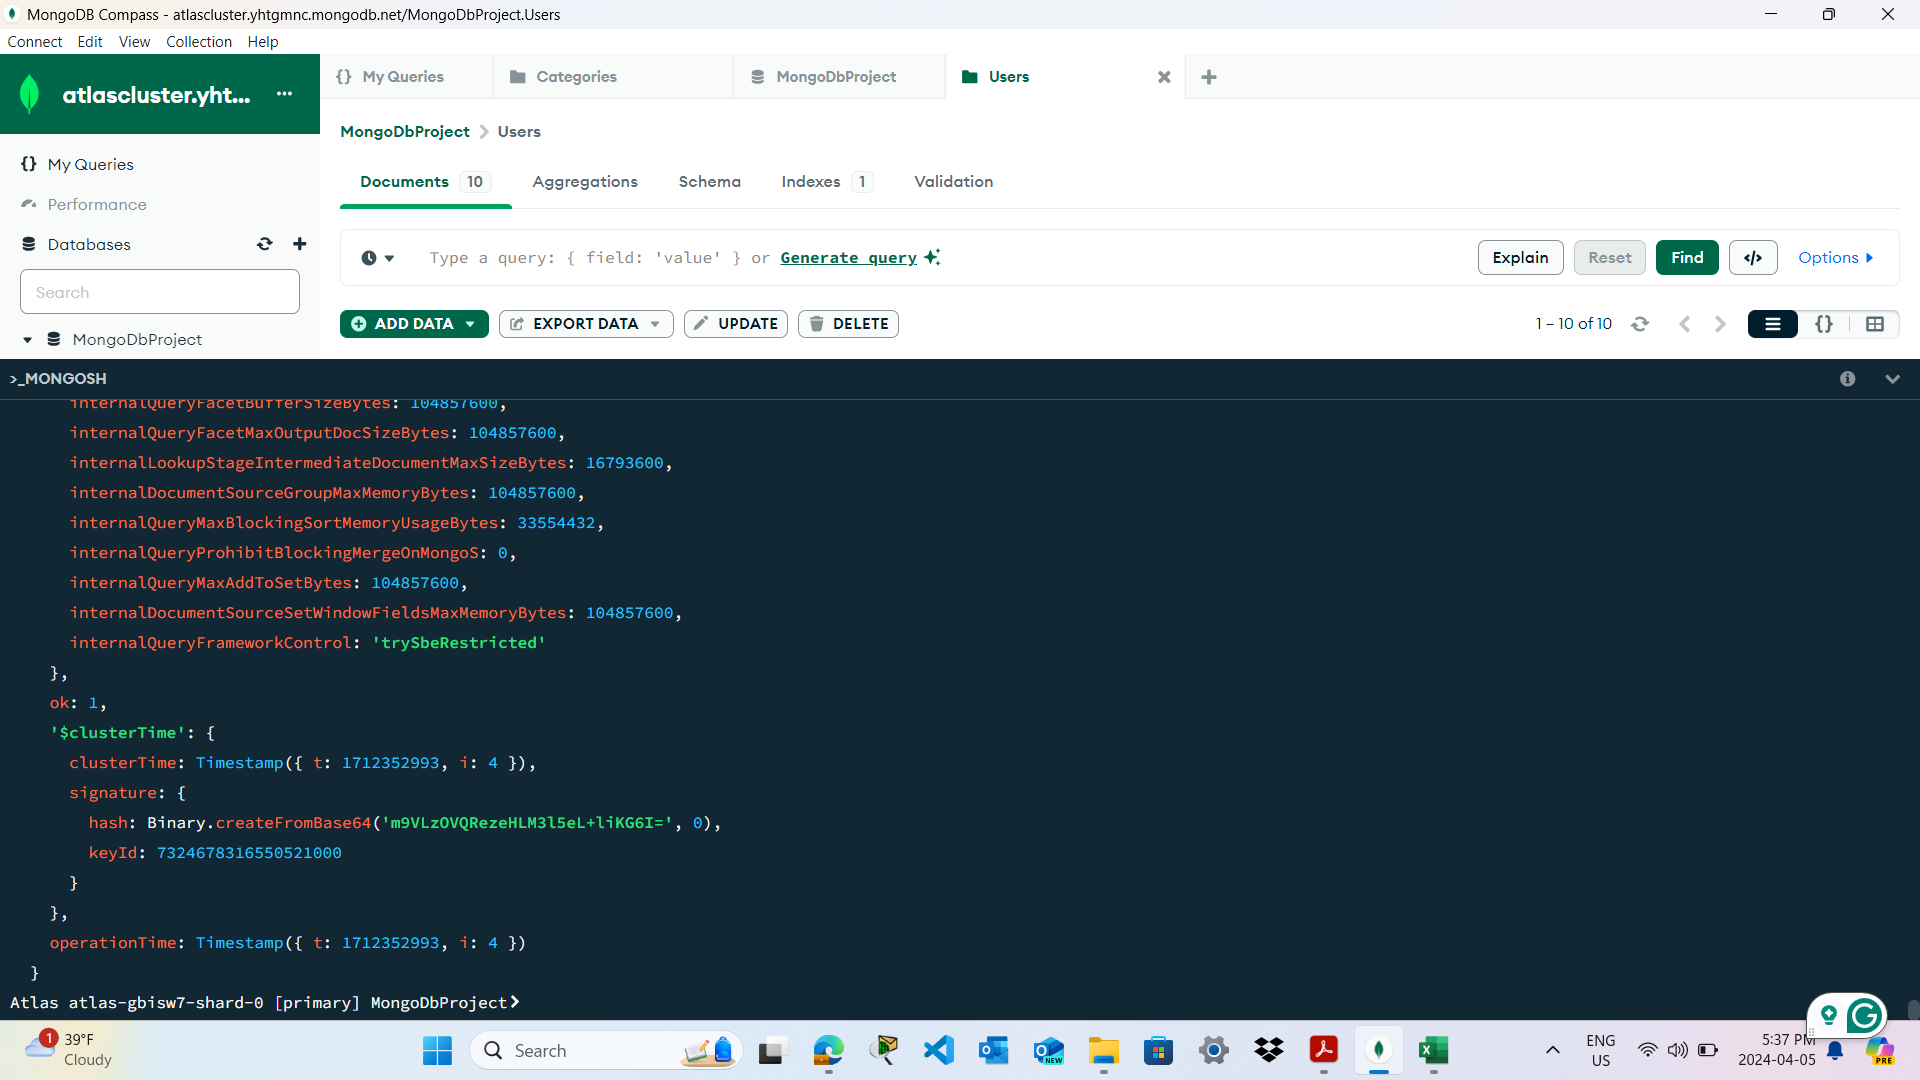 MongoDB Compass - atlascluster.yhtgmnc.mongodb.net/MongoDbProject.Users
Connect Edit View Collection Help
atlascluster.yht... ...
{} My Queries
Categories
MongoDbProject
Users
MongoDbProject > Users
{} My Queries
Performance
Databases
Search
MongoDbProject
Documents 10 Aggregations Schema Indexes 1 Validation
Type a query: { field: 'value' } or Generate query
Explain Reset Find </> Options
ADD DATA EXPORT DATA UPDATE DELETE
1 – 10 of 10 {}
>_MONGOSH
internalQueryFacetBufferSizeBytes: 104857600,
internalQueryFacetMaxOutputDocSizeBytes: 104857600,
internalLookupStageIntermediateDocumentMaxSizeBytes: 16793600,
internalDocumentSourceGroupMaxMemoryBytes: 104857600,
internalQueryMaxBlockingSortMemoryUsageBytes: 33554432,
internalQueryProhibitBlockingMergeOnMongoS: 0,
internalQueryMaxAddToSetBytes: 104857600,
internalDocumentSourceSetWindowFieldsMaxMemoryBytes: 104857600,
internalQueryFrameworkControl: 'trySbeRestricted'
},
ok: 1,
'$clusterTime': {
clusterTime: Timestamp({ t: 1712352993, i: 4 }),
signature: {
hash: Binary.createFromBase64('m9VLzOVQRezeHLM3l5eL+liKG6I=', 0),
keyId: 7324678316550521000
}
},
operationTime: Timestamp({ t: 1712352993, i: 4 })
}
Atlas atlas-gbisw7-shard-0 [primary] MongoDbProject>
1
39°F
Cloudy
Search
NEW
ENG
US
5:37 PM
2024-04-05
PRE